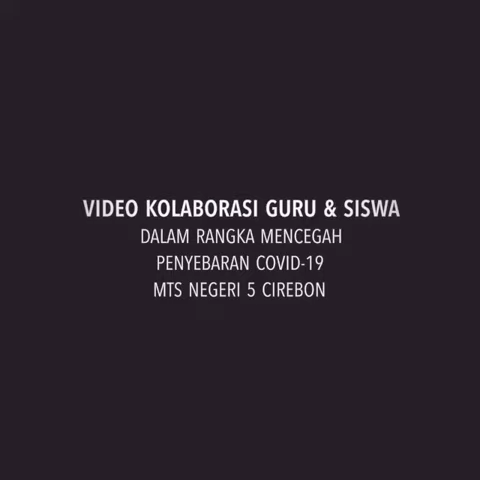 VIDEO KOLABORASI GURU & SISWA
DALAM RANGKA MENCEGAH
PENYEBARAN COVID-19
MTS NEGERI 5 CIREBON